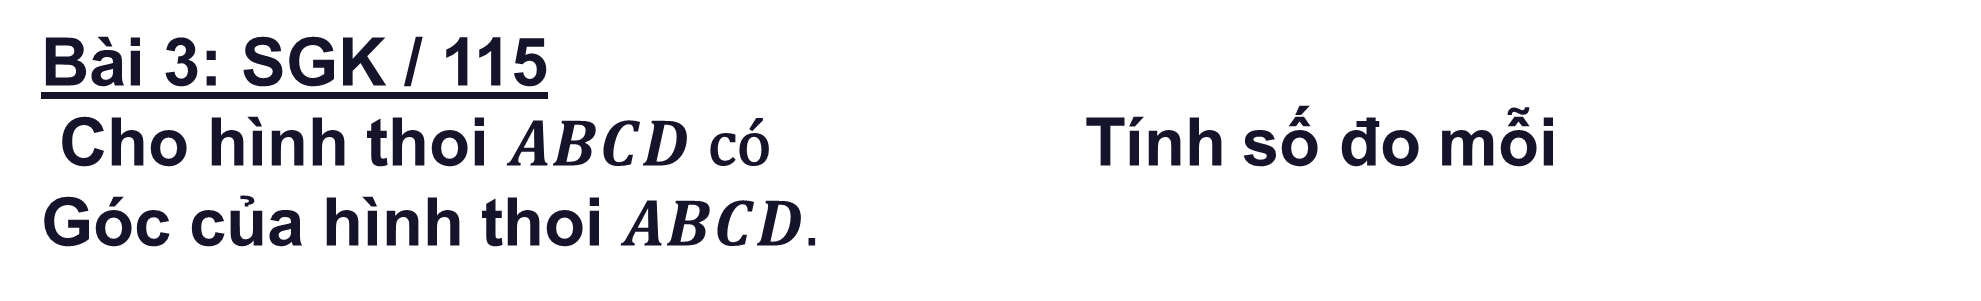 Bài 3: SGK / 115
Cho hình thoi ABCD có Tính số đo mỗi
Góc của hình thoi ABCD.